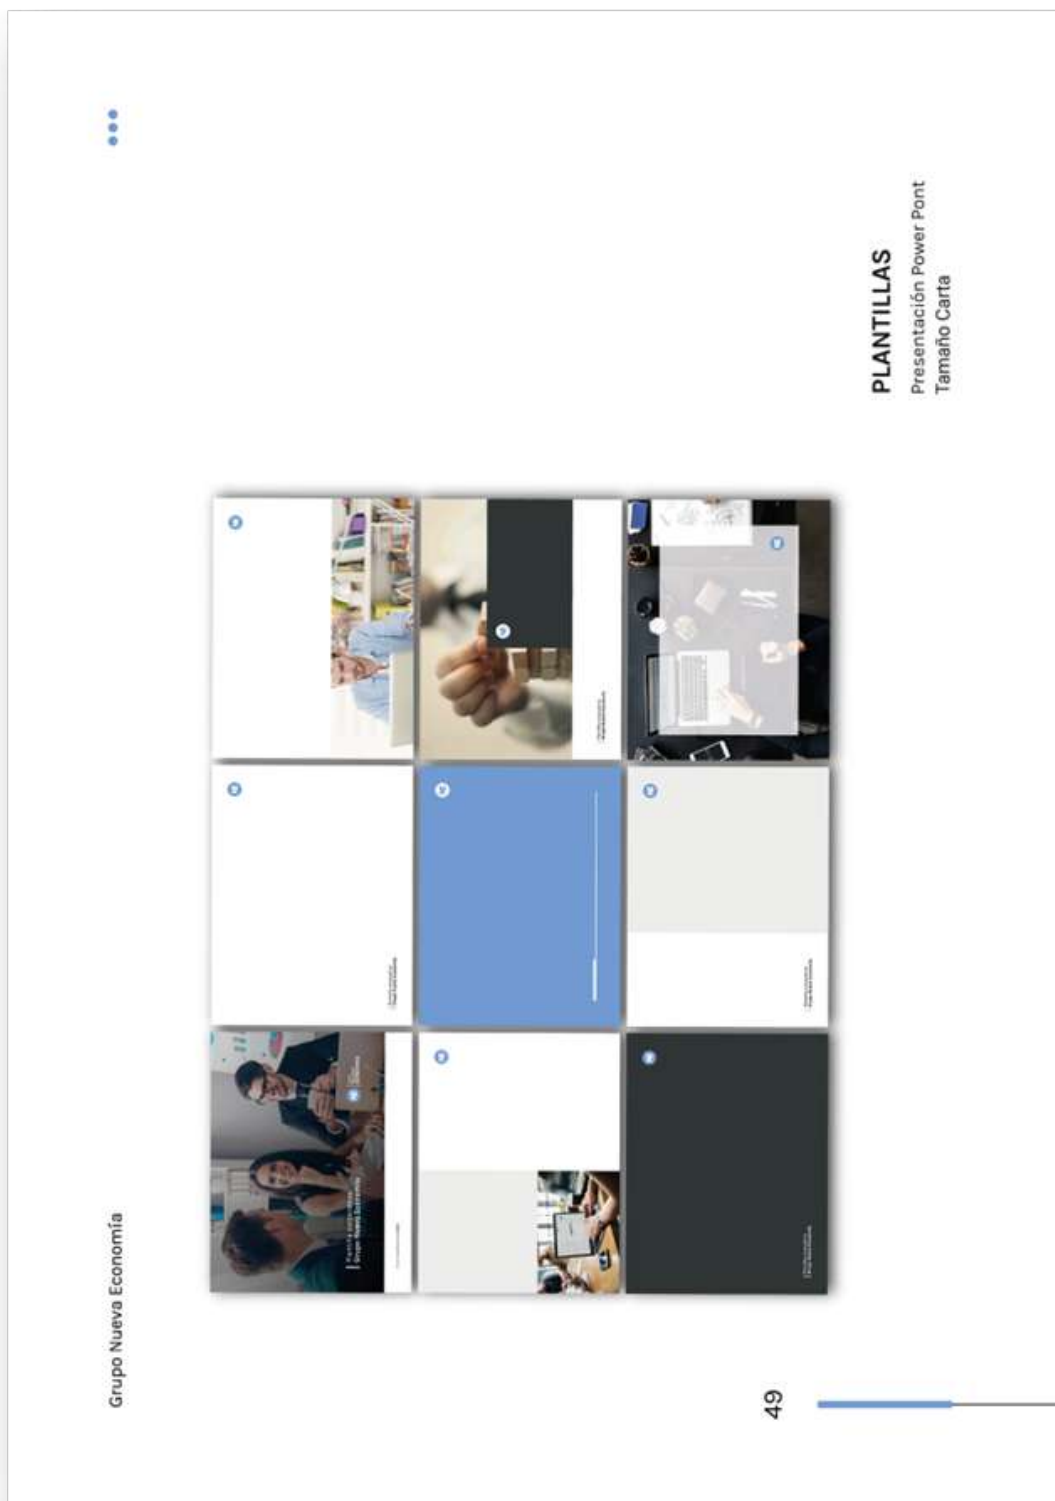 Grupo Nueva Economía
PLANTILLAS
Presentación Power Pont
Tamaño Carta
49